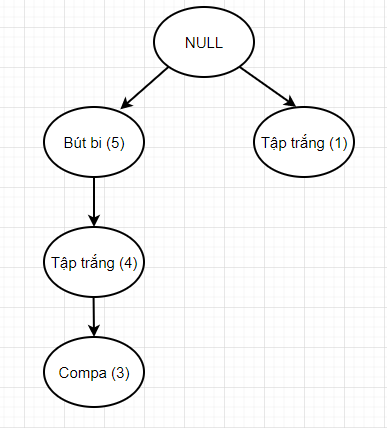 NULL
Bút bi (5)
Tập trắng (1)
Tập trắng (4)
Compa (3)